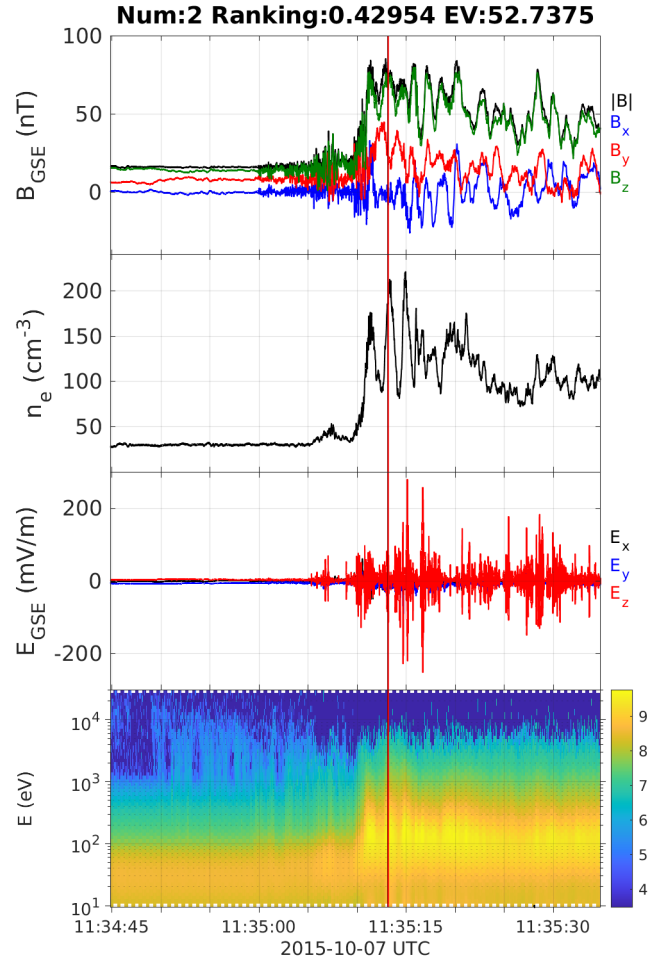 Num:2 Ranking:0.42954 EV:52.7375
100
50
0
B_GSE (nT)
|B|
B_x
B_y
B_z
200
150
100
50
n_e (cm^-3)
200
0
-200
E_GSE (mV/m)
E_x
E_y
E_z
10^4
10^3
10^2
10^1
E (eV)
9
8
7
6
5
4
11:34:45 11:35:00 11:35:15 11:35:30
2015-10-07 UTC